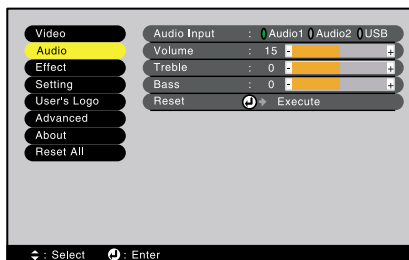 Video
Audio
Effect
Setting
User's Logo
Advanced
About
Reset All
Audio Input : Audio1 Audio2 USB
Volume : 15 - +
Treble : 0 - +
Bass : 0 - +
Reset Execute
: Select : Enter